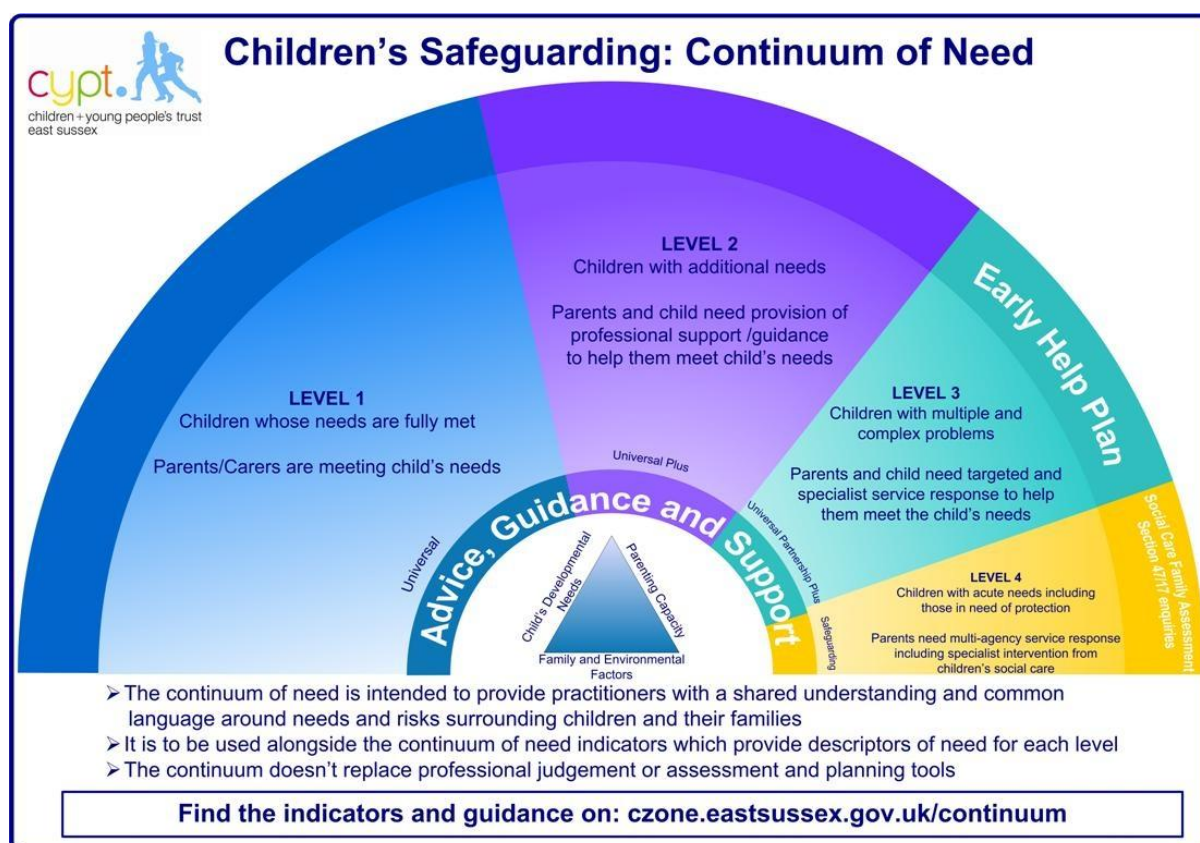 Children's Safeguarding: Continuum of Need
cypt.
children + young people's trust
east sussex
LEVEL 1
Children whose needs are fully met
Parents/Carers are meeting child's needs
LEVEL 2
Children with additional needs
Parents and child need provision of
professional support /guidance
to help them meet child's needs
Early Help Plan
LEVEL 3
Children with multiple and
complex problems
Parents and child need targeted and
specialist service response to help
them meet the child's needs
Social Care Family Assessment
Section 47/17 enquiries
LEVEL 4
Children with acute needs including
those in need of protection
Parents need multi-agency service response
including specialist intervention from
children's social care
Universal
Universal Plus
Universal Partnership Plus
Safeguarding
Advice, Guidance and Support
Child's Developmental
Needs
Parenting Capacity
Family and Environmental
Factors
➢ The continuum of need is intended to provide practitioners with a shared understanding and common
language around needs and risks surrounding children and their families
➢ It is to be used alongside the continuum of need indicators which provide descriptors of need for each level
➢ The continuum doesn't replace professional judgement or assessment and planning tools
Find the indicators and guidance on: czone.eastsussex.gov.uk/continuum